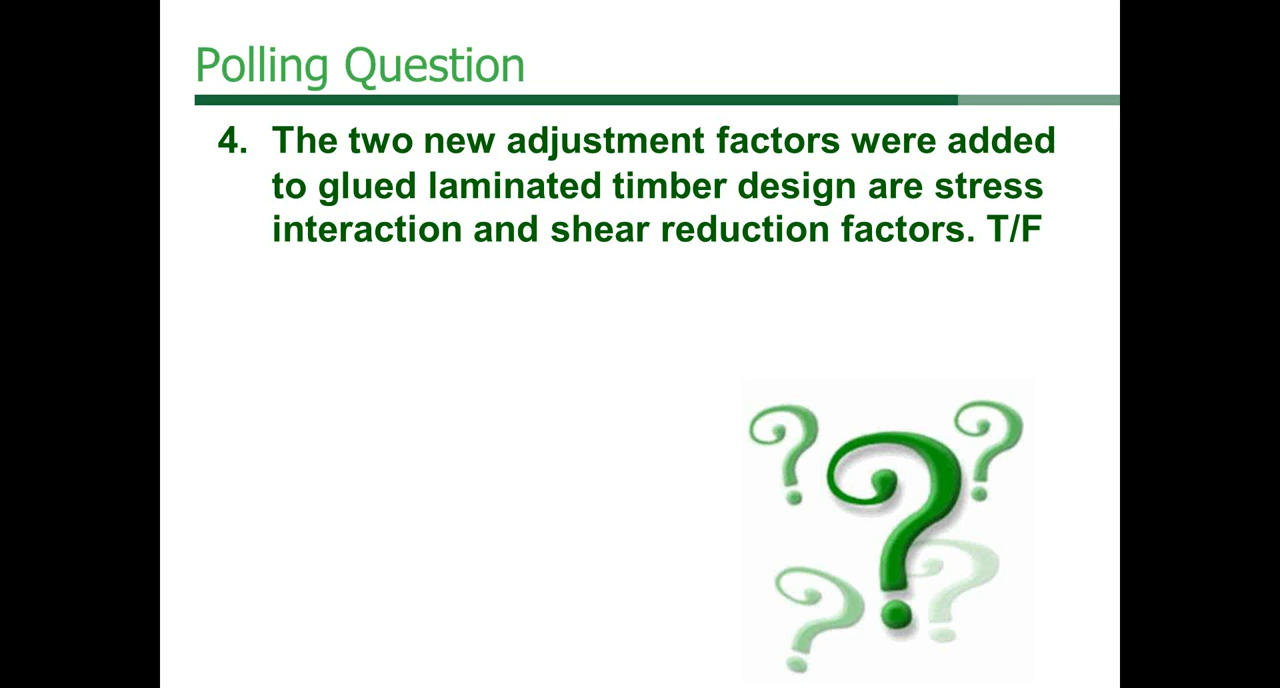 Polling Question
4. The two new adjustment factors were added
to glued laminated timber design are stress
interaction and shear reduction factors. T/F